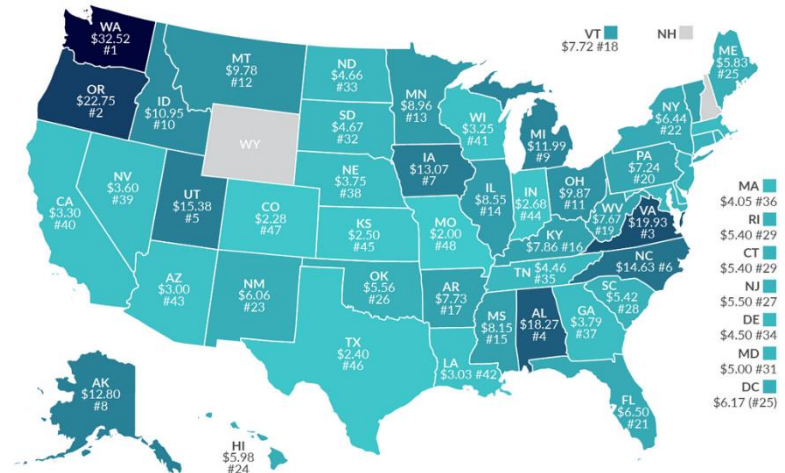 WA
$32.52
#1
OR
$22.75
#2
CA
$3.30
#40
NV
$3.60
#39
ID
$10.95
#10
MT
$9.78
#12
WY
UT
$15.38
#5
AZ
$3.00
#43
CO
$2.28
#47
NM
$6.06
#23
ND
$4.66
#33
SD
$4.67
#32
NE
$3.75
#38
KS
$2.50
#45
OK
$5.56
#26
TX
$2.40
#46
MN
$8.96
#13
IA
$13.07
#7
MO
$2.00
#48
AR
$7.73
#17
LA
$3.03 #42
WI
$3.25
#41
IL
$8.55
#14
MI
$11.99
#9
IN
$2.68
#44
OH
$9.87
#11
KY
$7.86 #16
TN $4.46
#35
MS
$8.15
#15
AL
$18.27
#4
GA
$3.79
#37
FL
$6.50
#21
SC
$5.42
#28
NC
$14.63 #6
VA
$19.93
#3
WV
$7.67
#19
PA
$7.24
#20
NY
$6.44
#22
VT
$7.72 #18
NH
ME
$5.83
#25
MA
$4.05 #36
RI
$5.40 #29
CT
$5.40 #29
NJ
$5.50 #27
DE
$4.50 #34
MD
$5.00 #31
DC
$6.17 (#25)
AK
$12.80
#8
HI
$5.98
#24